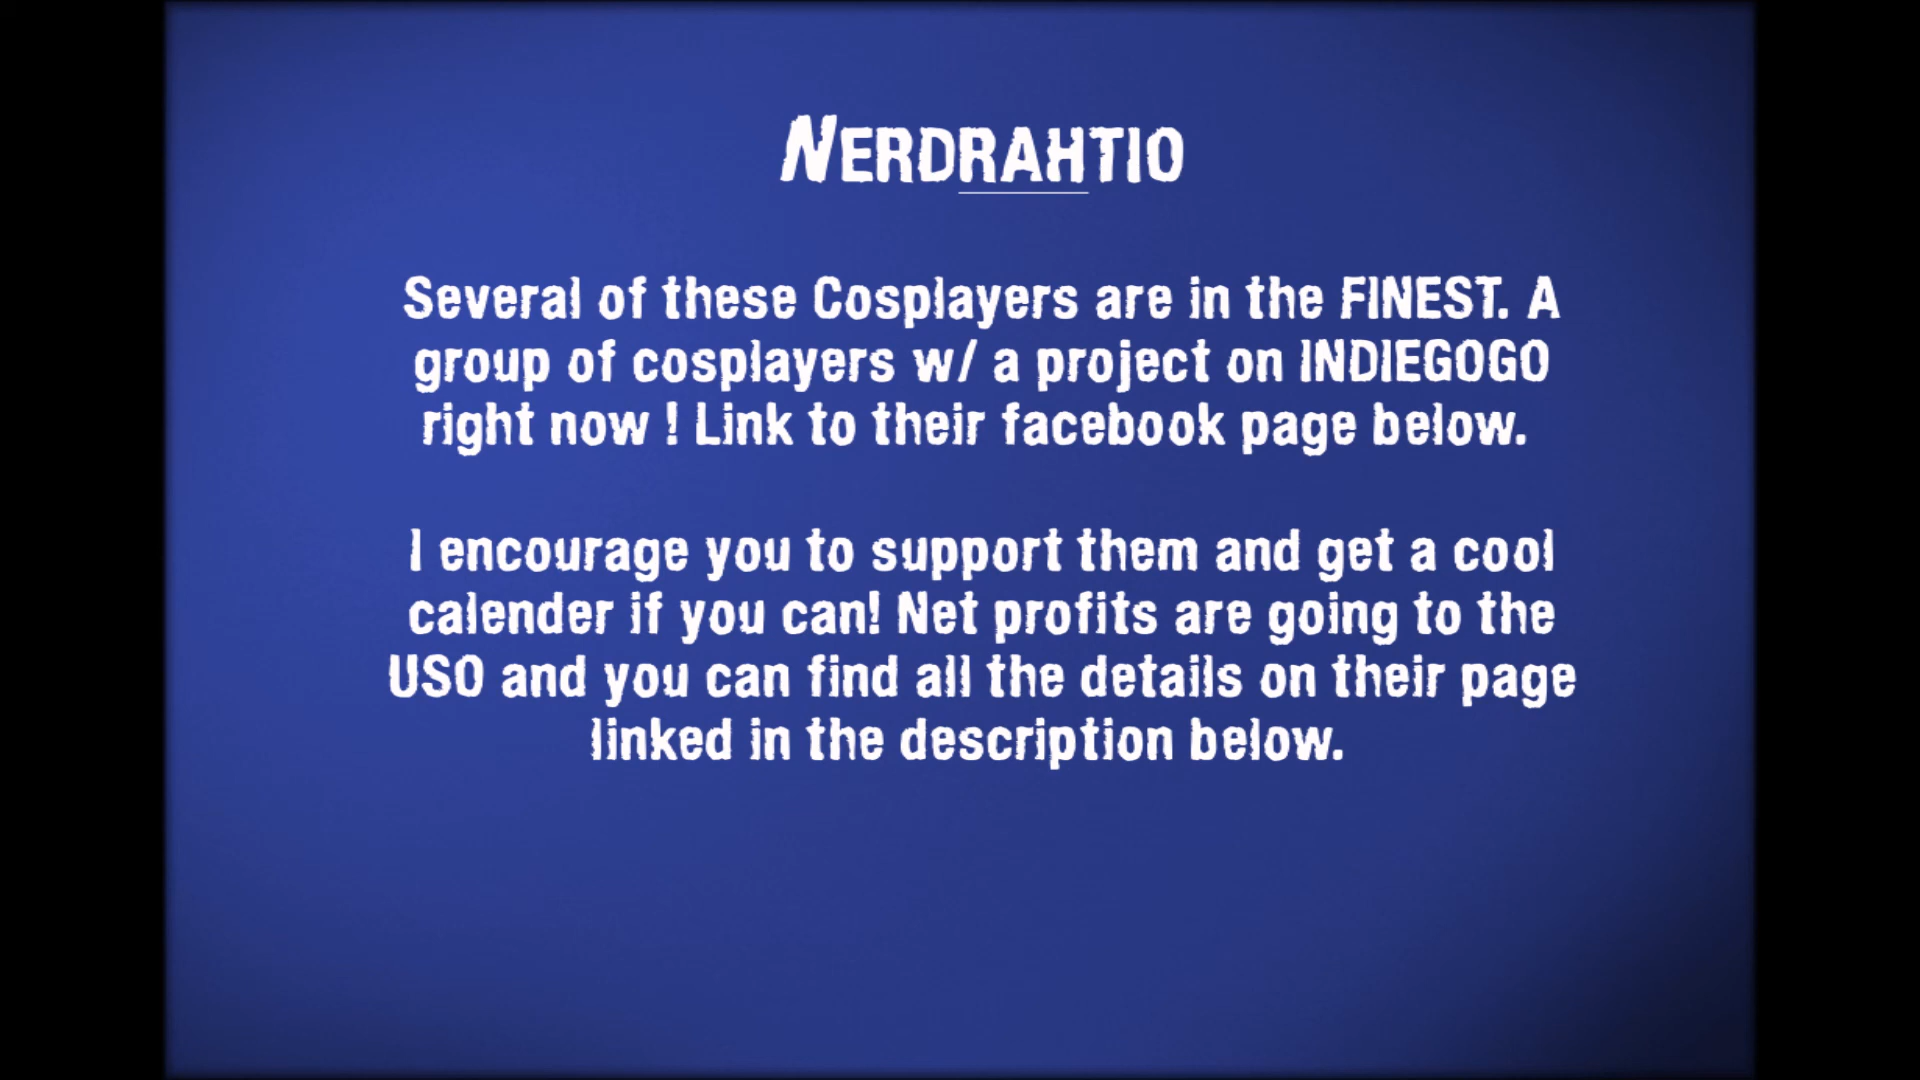 Nerdrahtio
Several of these Cosplayers are in the FINEST. A
group of cosplayers w/ a project on INDIEGOGO
right now ! Link to their facebook page below.
I encourage you to support them and get a cool
calender if you can! Net profits are going to the
USO and you can find all the details on their page
linked in the description below.